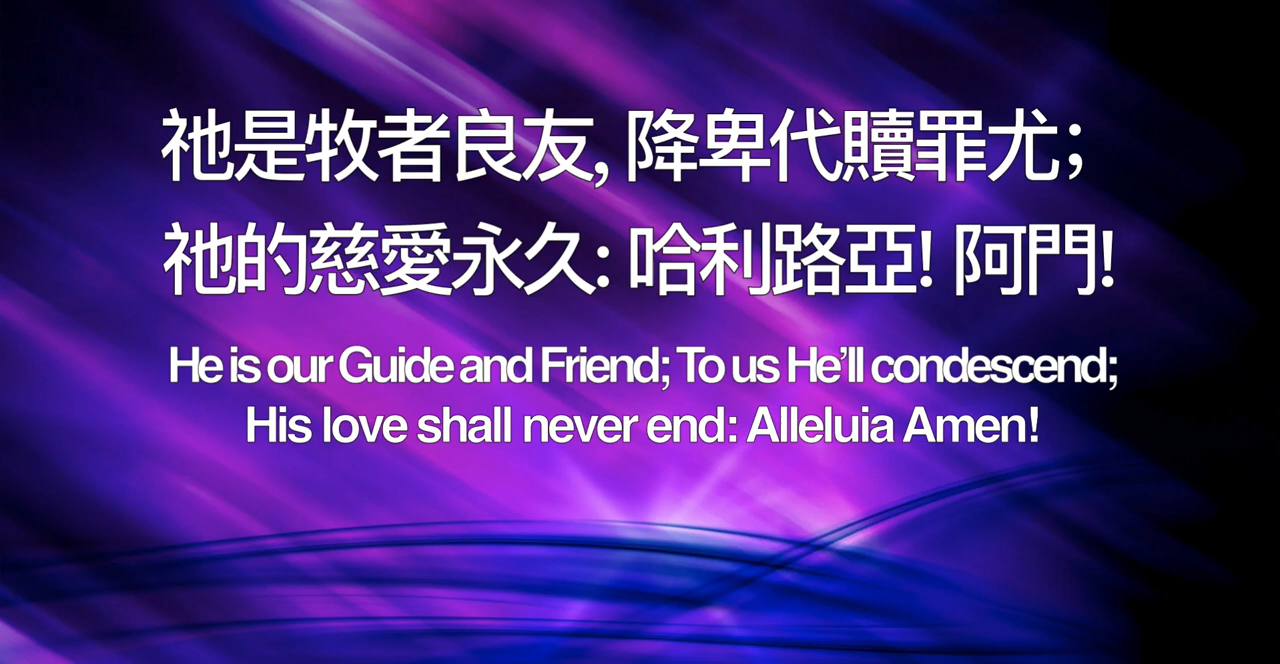 祂是牧者良友, 降卑代贖罪尤；
祂的慈愛永久: 哈利路亞! 阿門!
He is our Guide and Friend; To us He’ll condescend;
His love shall never end: Alleluia Amen!